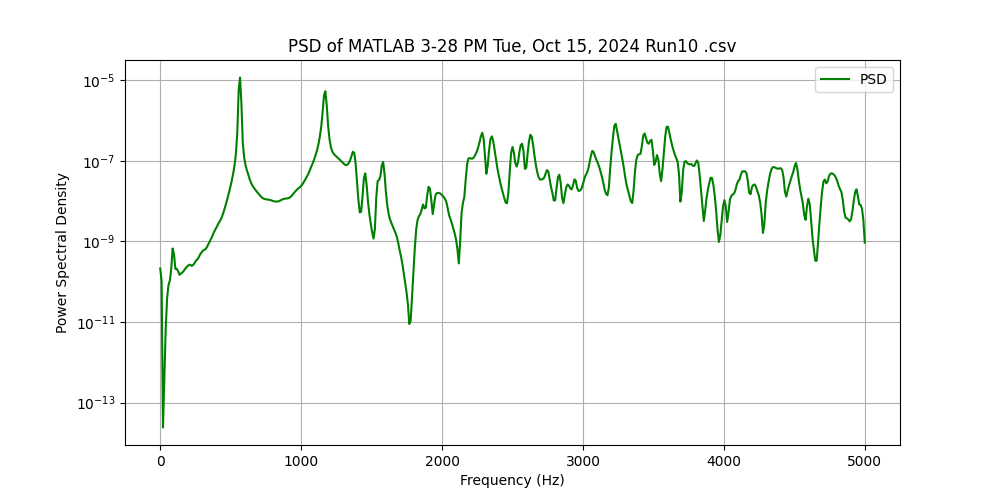 PSD of MATLAB 3-28 PM Tue, Oct 15, 2024 Run10 .csv
PSD
Power Spectral Density
10⁻⁵
10⁻⁷
10⁻⁹
10⁻¹¹
10⁻¹³
0 1000 2000 3000 4000 5000
Frequency (Hz)